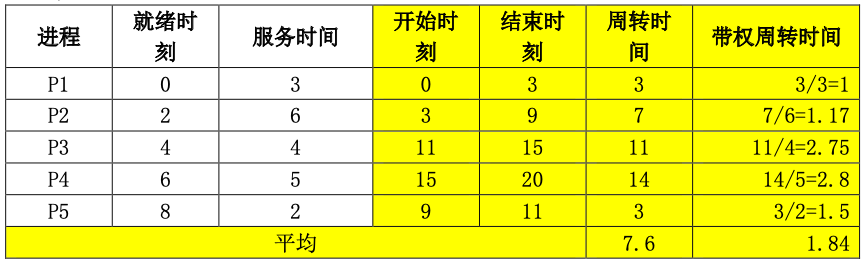 进程 就绪时刻 服务时间 开始时刻 结束时刻 周转时间 带权周转时间
P1 0 3 0 3 3 3/3=1
P2 2 6 3 9 7 7/6=1.17
P3 4 4 11 15 11 11/4=2.75
P4 6 5 15 20 14 14/5=2.8
P5 8 2 9 11 3 3/2=1.5
平均 7.6 1.84